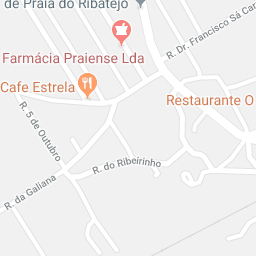 de Praia do Ribatejo
R. Dr. Francisco Sá Car
Farmácia Praiense Lda
Cafe Estrela
Restaurante O
R. 5 de Outubro
R. do Ribeirinho
R. da Galiana